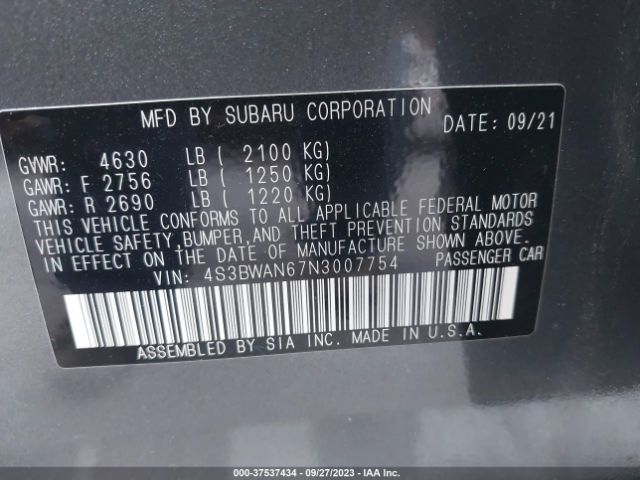 MFD BY SUBARU CORPORATION DATE: 09/21
GVWR: 4630 LB ( 2100 KG)
GAWR: F 2756 LB ( 1250 KG)
GAWR: R 2690 LB ( 1220 KG)
THIS VEHICLE CONFORMS TO ALL APPLICABLE FEDERAL MOTOR
VEHICLE SAFETY, BUMPER, AND THEFT PREVENTION STANDARDS
IN EFFECT ON THE DATE OF MANUFACTURE SHOWN ABOVE.
VIN: 4S3BWAN67N3007754 PASSENGER CAR
ASSEMBLED BY SIA INC. MADE IN U.S.A.
000-37537434 - 09/27/2023 - IAA Inc.